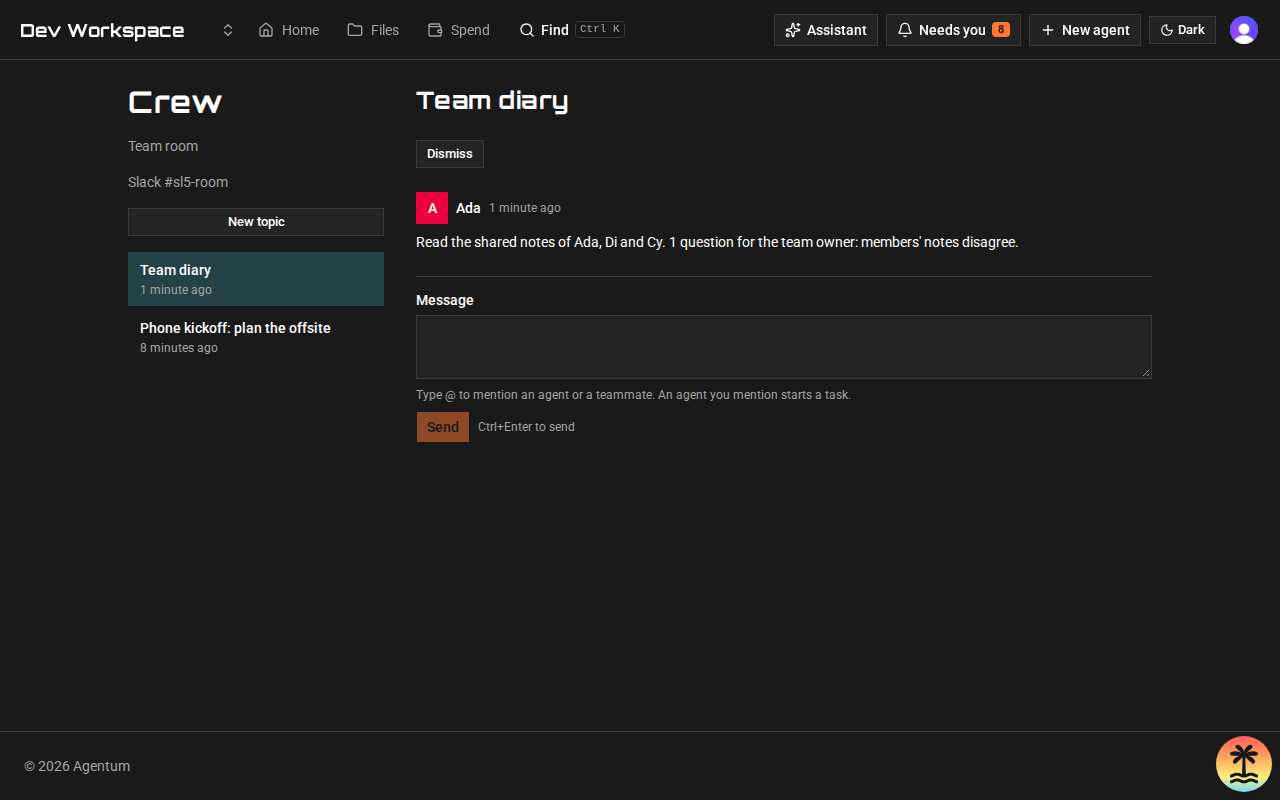 Dev Workspace
Home
Files
Spend
Find Ctrl K
Assistant
Needs you 8
New agent
Dark
Crew
Team room
Slack #sl5-room
New topic
Team diary
1 minute ago
Phone kickoff: plan the offsite
8 minutes ago
Team diary
Dismiss
A Ada 1 minute ago
Read the shared notes of Ada, Di and Cy. 1 question for the team owner: members' notes disagree.
Message
Type @ to mention an agent or a teammate. An agent you mention starts a task.
Send Ctrl+Enter to send
© 2026 Agentum